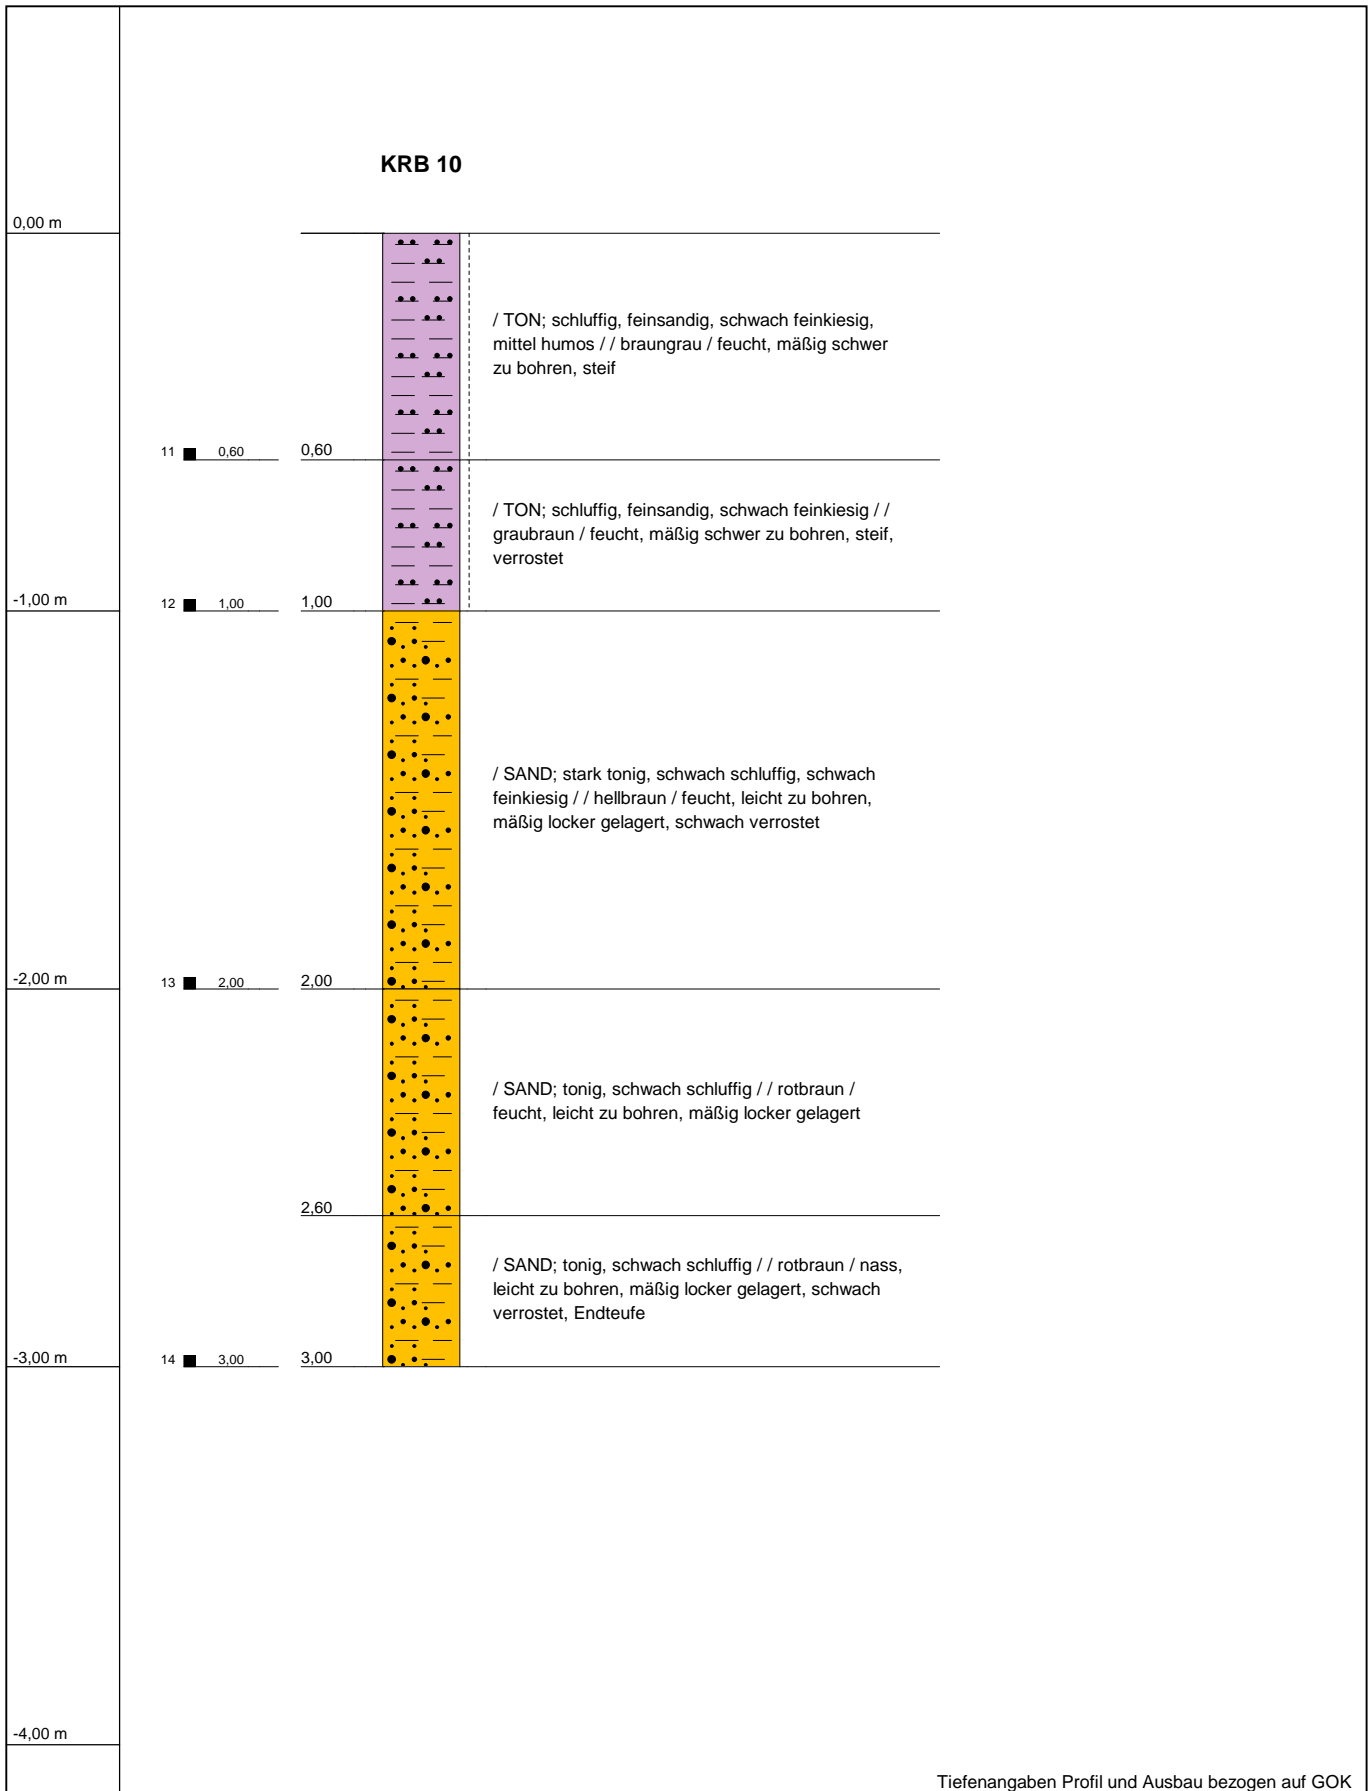 KRB 10
0,00 m
/ TON; schluffig, feinsandig, schwach feinkiesig,
mittel humos / / braungrau / feucht, mäßig schwer
zu bohren, steif
11 0,60 0,60
/ TON; schluffig, feinsandig, schwach feinkiesig / /
graubraun / feucht, mäßig schwer zu bohren, steif,
verrostet
-1,00 m 12 1,00 1,00
/ SAND; stark tonig, schwach schluffig, schwach
feinkiesig / / hellbraun / feucht, leicht zu bohren,
mäßig locker gelagert, schwach verrostet
-2,00 m 13 2,00 2,00
/ SAND; tonig, schwach schluffig / / rotbraun /
feucht, leicht zu bohren, mäßig locker gelagert
2,60
/ SAND; tonig, schwach schluffig / / rotbraun / nass,
leicht zu bohren, mäßig locker gelagert, schwach
verrostet, Endteufe
-3,00 m 14 3,00 3,00
-4,00 m
Tiefenangaben Profil und Ausbau bezogen auf GOK